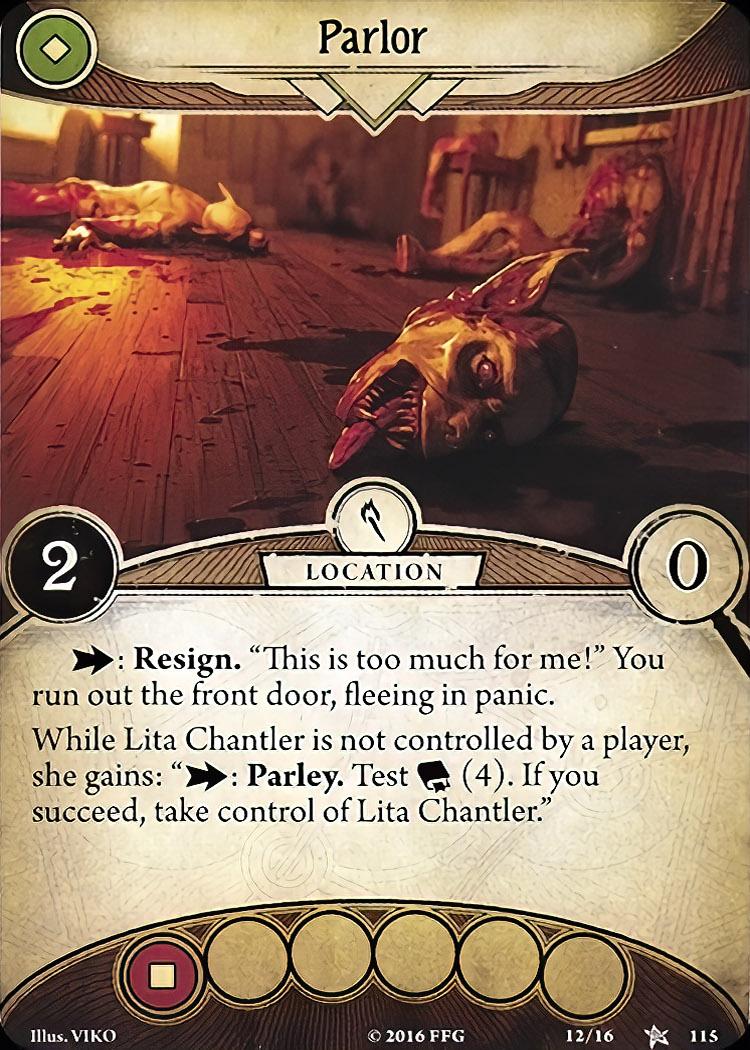 Parlor
2
LOCATION
0
: Resign. “This is too much for me!” You
run out the front door, fleeing in panic.
While Lita Chantler is not controlled by a player,
she gains: “ : Parley. Test (4). If you
succeed, take control of Lita Chantler.”
Illus. VIKO © 2016 FFG 12/16 115